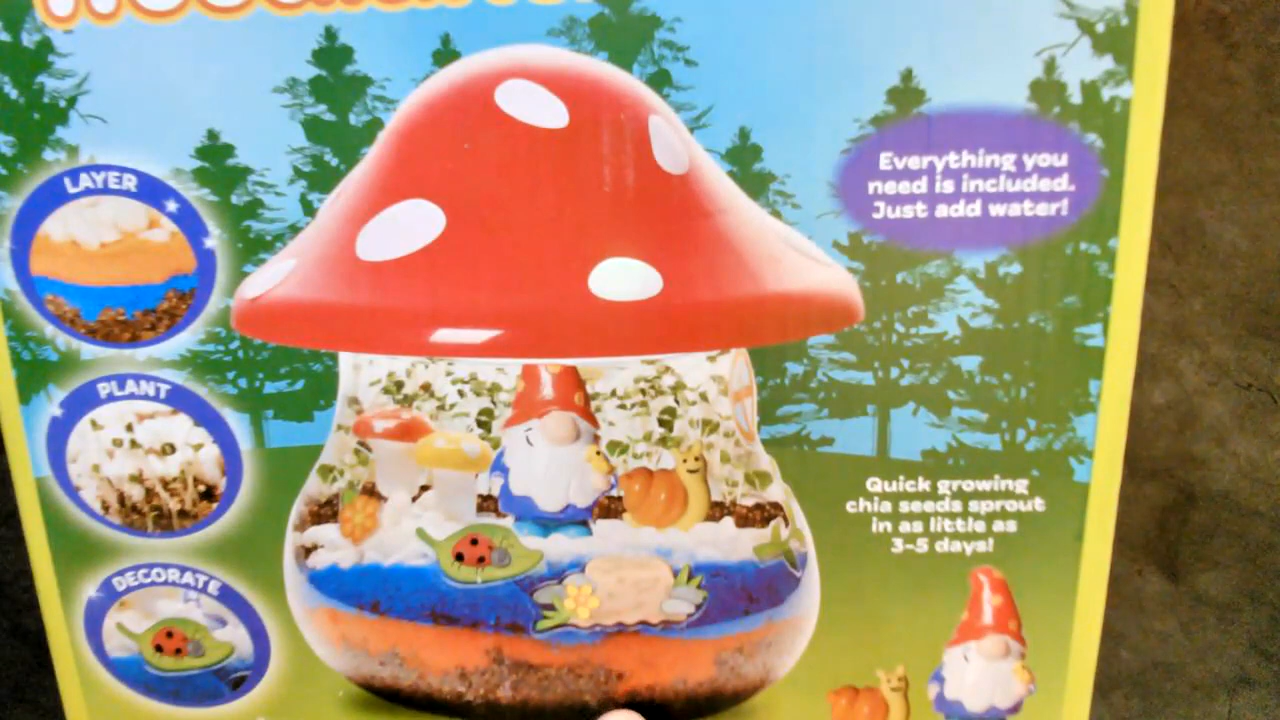 LAYER
Everything you
need is included.
Just add water!
PLANT
Quick growing
chia seeds sprout
in as little as
3-5 days!
DECORATE